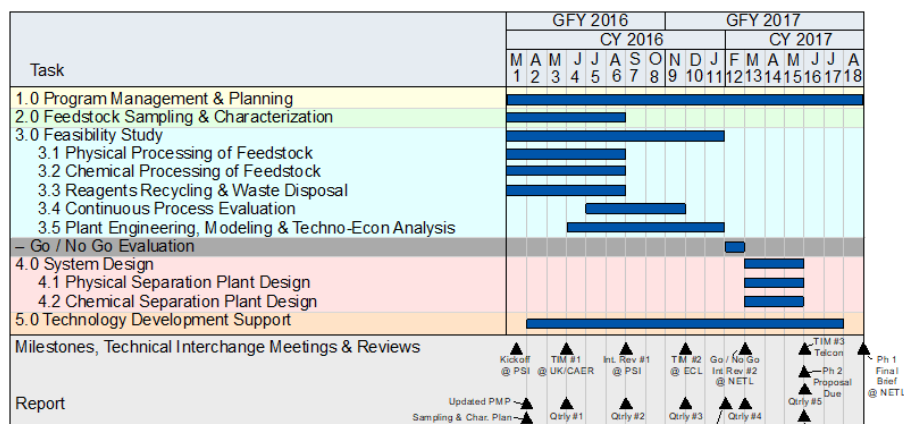 GFY 2016 GFY 2017
CY 2016 CY 2017
Task
M A M J J A S O N D J F M A M J J A
1 2 3 4 5 6 7 8 9 10 11 12 13 14 15 16 17 18
1.0 Program Management & Planning
2.0 Feedstock Sampling & Characterization
3.0 Feasibility Study
3.1 Physical Processing of Feedstock
3.2 Chemical Processing of Feedstock
3.3 Reagents Recycling & Waste Disposal
3.4 Continuous Process Evaluation
3.5 Plant Engineering, Modeling & Techno-Econ Analysis
– Go / No Go Evaluation
4.0 System Design
4.1 Physical Separation Plant Design
4.2 Chemical Separation Plant Design
5.0 Technology Development Support
Milestones, Technical Interchange Meetings & Reviews
Kickoff
@ PSI
TIM #1
@ UK/CAER
Int. Rev #1
@ PSI
TIM #2
@ ECL
Go / No Go
Int Rev #2
@ NETL
TIM #3
Telcon
Ph 2
Proposal
Due
Ph 1
Final
Brief
@ NETL
Report
Updated PMP
Sampling & Char. Plan
Qtrly #1
Qtrly #2
Qtrly #3
Qtrly #4
Qtrly #5